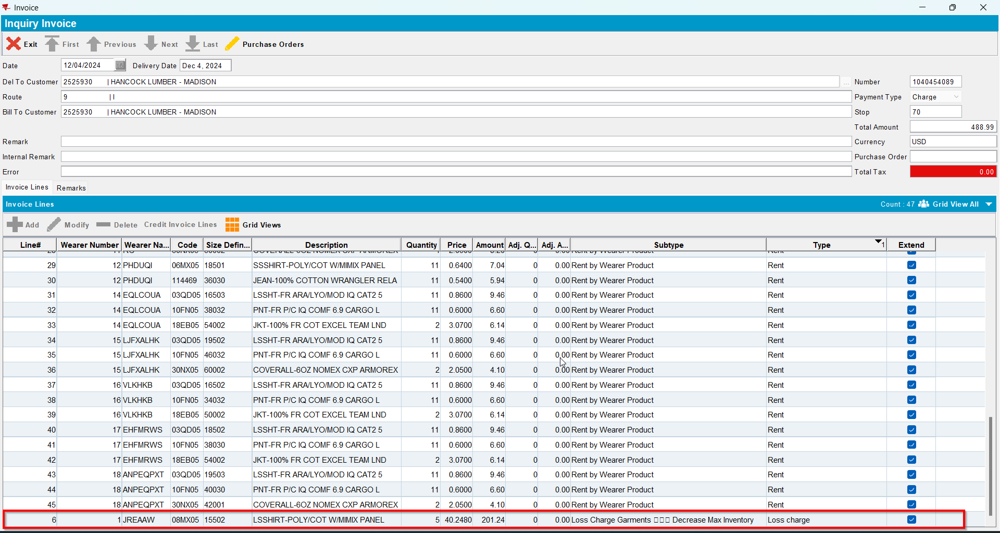 Invoice
Inquiry Invoice
Exit First Previous Next Last Purchase Orders
Date 12/04/2024 Delivery Date Dec 4, 2024
Del To Customer 2525930 | HANCOCK LUMBER - MADISON ... Number 1040454089
Route 9 | I Payment Type Charge
Bill To Customer 2525930 | HANCOCK LUMBER - MADISON Stop 70
Total Amount 488.99
Remark Currency USD
Internal Remark Purchase Order
Error Total Tax 0.00
Invoice Lines Remarks
Invoice Lines Count : 47 Grid View All
Add Modify Delete Credit Invoice Lines Grid Views
Line# Wearer Number Wearer Na... Code Size Defin... Description Quantity Price Amount Adj. Q... Adj. A... Subtype Type 1 Extend
29 12 PHDUQI 06MX05 18501 SSSHIRT-POLY/COT W/MIMIX PANEL 11 0.6400 7.04 0 0.00 Rent by Wearer Product Rent
30 12 PHDUQI 114469 36030 JEAN-100% COTTON WRANGLER RELA 11 0.5400 5.94 0 0.00 Rent by Wearer Product Rent
31 14 EQLCOUA 03QD05 16503 LSSHT-FR ARA/LYO/MOD IQ CAT2 5 11 0.8600 9.46 0 0.00 Rent by Wearer Product Rent
32 14 EQLCOUA 10FN05 38032 PNT-FR P/C IQ COMF 6.9 CARGO L 11 0.6000 6.60 0 0.00 Rent by Wearer Product Rent
33 14 EQLCOUA 18EB05 54002 JKT-100% FR COT EXCEL TEAM LND 2 3.0700 6.14 0 0.00 Rent by Wearer Product Rent
34 15 LJFXALHK 03QD05 19502 LSSHT-FR ARA/LYO/MOD IQ CAT2 5 11 0.8600 9.46 0 0.00 Rent by Wearer Product Rent
35 15 LJFXALHK 10FN05 46032 PNT-FR P/C IQ COMF 6.9 CARGO L 11 0.6000 6.60 0 0.00 Rent by Wearer Product Rent
36 15 LJFXALHK 30NX05 60002 COVERALL-6OZ NOMEX CXP ARMOREX 2 2.0500 4.10 0 0.00 Rent by Wearer Product Rent
37 16 VLKHKB 03QD05 16502 LSSHT-FR ARA/LYO/MOD IQ CAT2 5 11 0.8600 9.46 0 0.00 Rent by Wearer Product Rent
38 16 VLKHKB 10FN05 34032 PNT-FR P/C IQ COMF 6.9 CARGO L 11 0.6000 6.60 0 0.00 Rent by Wearer Product Rent
39 16 VLKHKB 18EB05 50002 JKT-100% FR COT EXCEL TEAM LND 2 3.0700 6.14 0 0.00 Rent by Wearer Product Rent
40 17 EHFMRWS 03QD05 18502 LSSHT-FR ARA/LYO/MOD IQ CAT2 5 11 0.8600 9.46 0 0.00 Rent by Wearer Product Rent
41 17 EHFMRWS 10FN05 38030 PNT-FR P/C IQ COMF 6.9 CARGO L 11 0.6000 6.60 0 0.00 Rent by Wearer Product Rent
42 17 EHFMRWS 18EB05 54002 JKT-100% FR COT EXCEL TEAM LND 2 3.0700 6.14 0 0.00 Rent by Wearer Product Rent
43 18 ANPEQPXT 03QD05 19503 LSSHT-FR ARA/LYO/MOD IQ CAT2 5 11 0.8600 9.46 0 0.00 Rent by Wearer Product Rent
44 18 ANPEQPXT 10FN05 40030 PNT-FR P/C IQ COMF 6.9 CARGO L 11 0.6000 6.60 0 0.00 Rent by Wearer Product Rent
45 18 ANPEQPXT 30NX05 42001 COVERALL-6OZ NOMEX CXP ARMOREX 2 2.0500 4.10 0 0.00 Rent by Wearer Product Rent
6 1 JREAAW 08MX05 15502 LSSHIRT-POLY/COT W/MIMIX PANEL 5 40.2480 201.24 0 0.00 Loss Charge Garments □□□ Decrease Max Inventory Loss charge